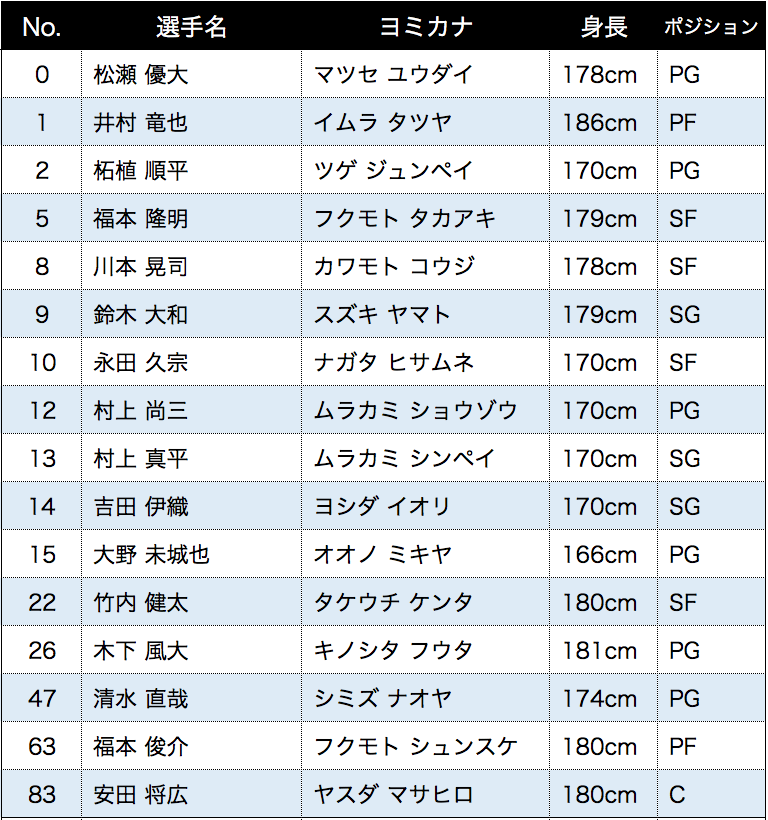 No. 選手名 ヨミカナ 身長 ポジション
0 松瀬 優大 マツセ ユウダイ 178cm PG
1 井村 竜也 イムラ タツヤ 186cm PF
2 柘植 順平 ツゲ ジュンペイ 170cm PG
5 福本 隆明 フクモト タカアキ 179cm SF
8 川本 晃司 カワモト コウジ 178cm SF
9 鈴木 大和 スズキ ヤマト 179cm SG
10 永田 久宗 ナガタ ヒサムネ 170cm SF
12 村上 尚三 ムラカミ ショウゾウ 170cm PG
13 村上 真平 ムラカミ シンペイ 170cm SG
14 吉田 伊織 ヨシダ イオリ 170cm SG
15 大野 未城也 オオノ ミキヤ 166cm PG
22 竹内 健太 タケウチ ケンタ 180cm SF
26 木下 風大 キノシタ フウタ 181cm PG
47 清水 直哉 シミズ ナオヤ 174cm PG
63 福本 俊介 フクモト シュンスケ 180cm PF
83 安田 将広 ヤスダ マサヒロ 180cm C